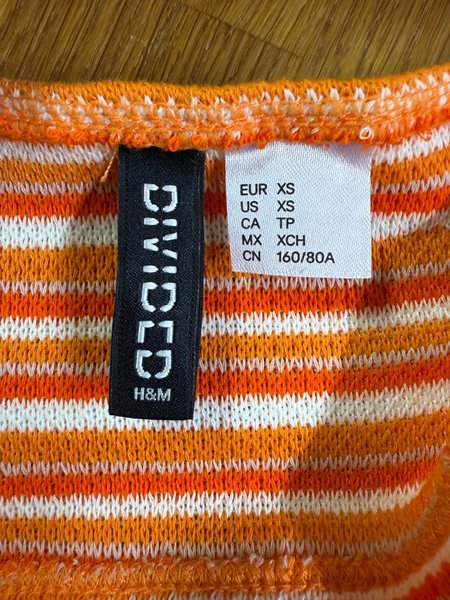 DIVIDED
H&M
EUR XS
US XS
CA TP
MX XCH
CN 160/80A